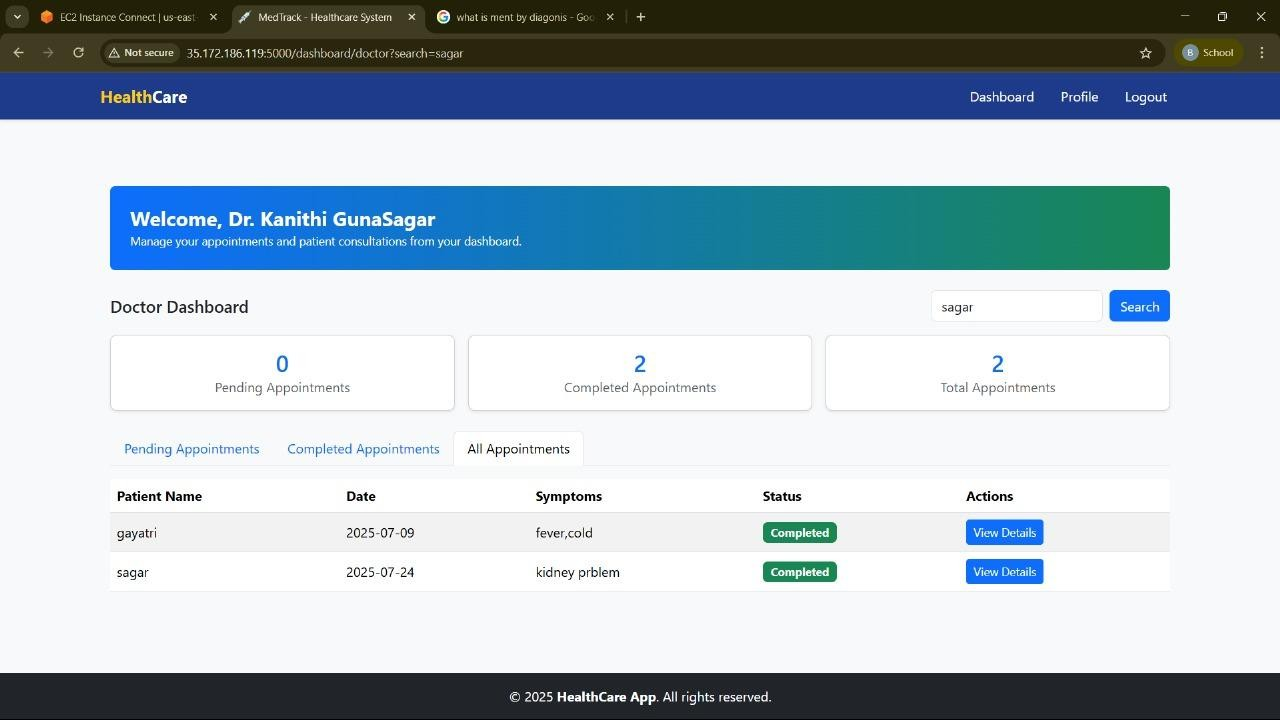 EC2 Instance Connect | us-east-
MedTrack - Healthcare System
what is ment by diagonis - Goo
Not secure
35.172.186.119:5000/dashboard/doctor?search=sagar
B
School
HealthCare
Dashboard
Profile
Logout
Welcome, Dr. Kanithi GunaSagar
Manage your appointments and patient consultations from your dashboard.
Doctor Dashboard
sagar
Search
0
Pending Appointments
2
Completed Appointments
2
Total Appointments
Pending Appointments
Completed Appointments
All Appointments
Patient Name Date Symptoms Status Actions
gayatri 2025-07-09 fever,cold Completed View Details
sagar 2025-07-24 kidney prblem Completed View Details
© 2025 HealthCare App. All rights reserved.